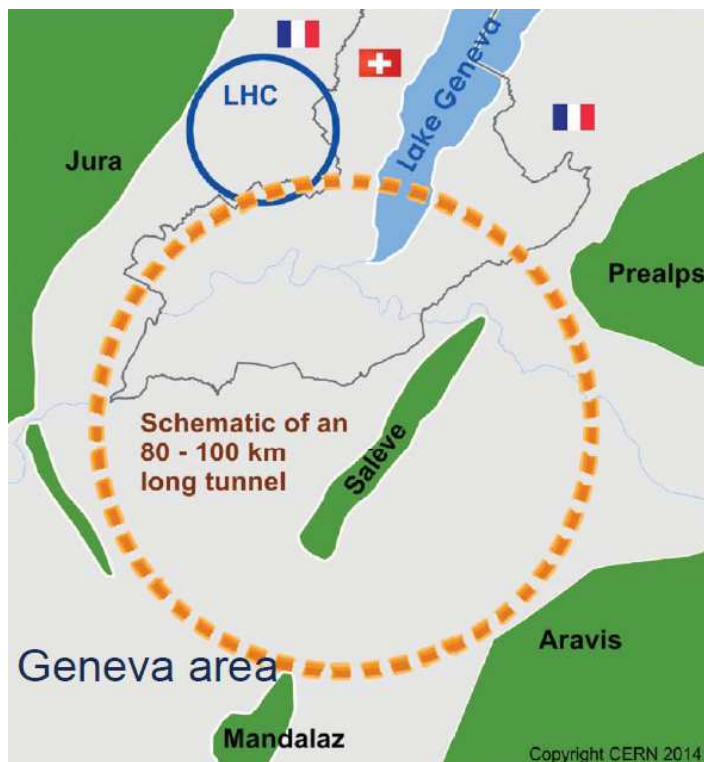 LHC
Lake Geneva
Jura
Prealps
Schematic of an
80 - 100 km
long tunnel
Salève
Aravis
Geneva area
Mandalaz
Copyright CERN 2014